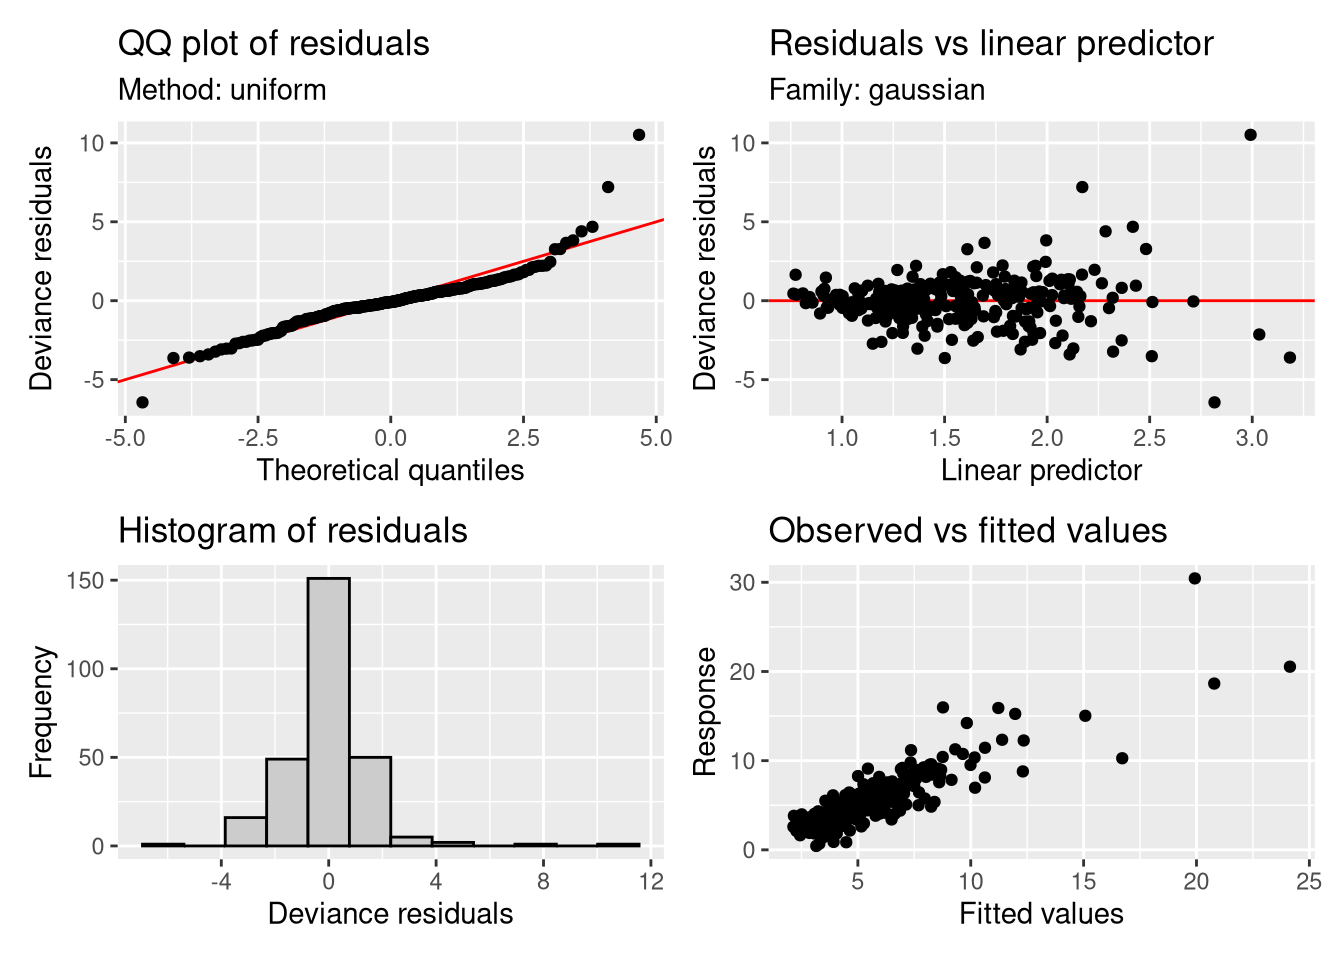 QQ plot of residuals
Method: uniform
Deviance residuals
10
5
0
-5
-5.0 -2.5 0.0 2.5 5.0
Theoretical quantiles
Residuals vs linear predictor
Family: gaussian
Deviance residuals
10
5
0
-5
1.0 1.5 2.0 2.5 3.0
Linear predictor
Histogram of residuals
Frequency
150
100
50
0
-4 0 4 8 12
Deviance residuals
Observed vs fitted values
Response
30
20
10
0
5 10 15 20 25
Fitted values